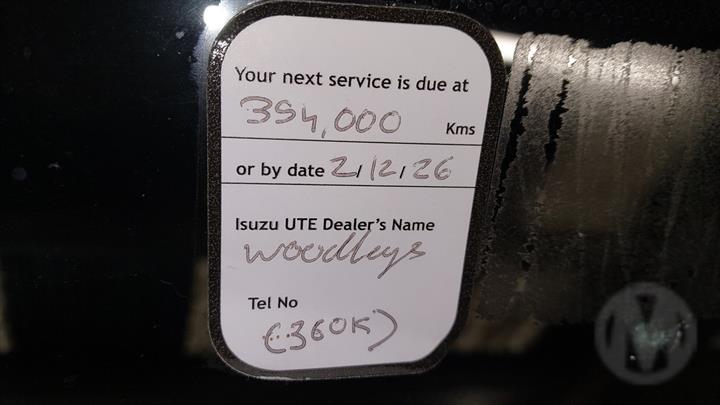 Your next service is due at
354,000 Kms
or by date 2/12/26
Isuzu UTE Dealer's Name
Woodleys
Tel No
(..360K)